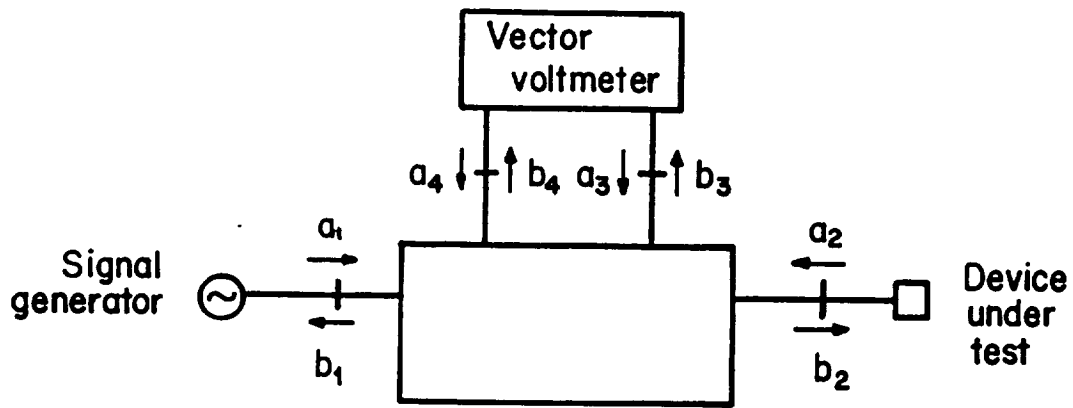 Vector
voltmeter
a₄ b₄ a₃ b₃
a₁
a₂
Signal
generator
~
Device
under
test
b₁
b₂